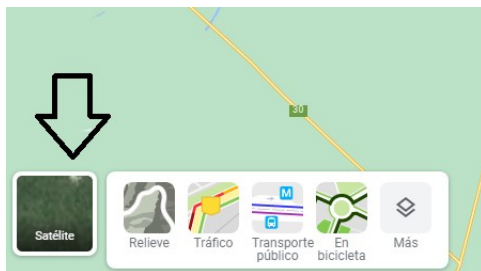 30
M
Satélite
Relieve
Tráfico
Transporte
público
En
bicicleta
Más